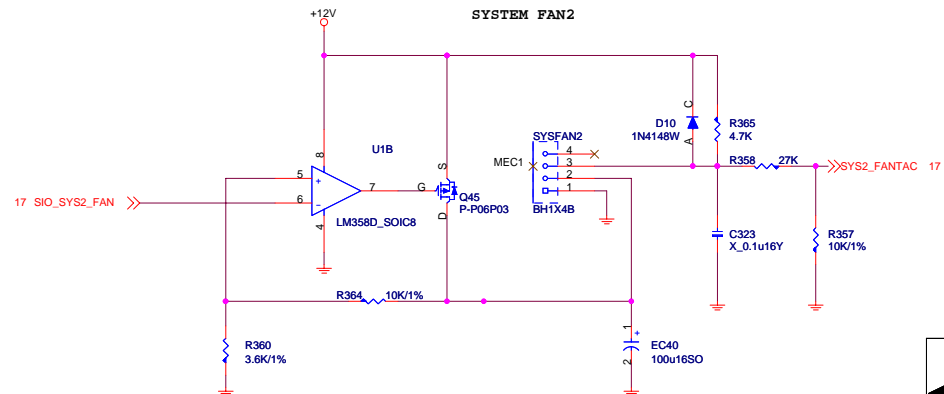 SYSTEM FAN2
+12V
U1B
8
5
+
6
−
7
4
LM358D_SOIC8
17 SIO_SYS2_FAN
S
G
D
Q45
P-P06P03
SYSFAN2
MEC1
4
3
2
1
BH1X4B
C
D10
1N4148W
A
R365
4.7K
R358
27K
SYS2_FANTAC 17
C323
X_0.1u16Y
R357
10K/1%
R364
10K/1%
R360
3.6K/1%
1
+
EC40
100u16SO
2